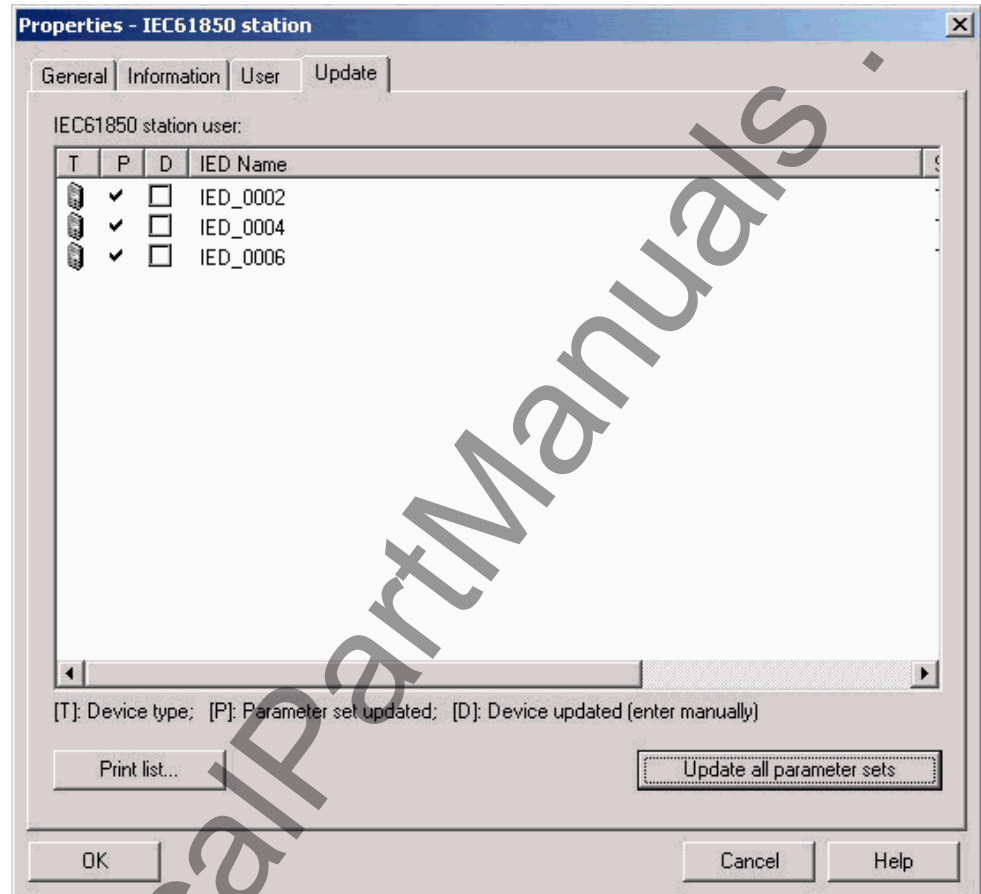 Properties - IEC61850 station
General Information User Update
IEC61850 station user:
T P D IED Name
IED_0002
IED_0004
IED_0006
[T]: Device type; [P]: Parameter set updated; [D]: Device updated (enter manually)
Print list... Update all parameter sets
OK Cancel Help
calPartManuals .